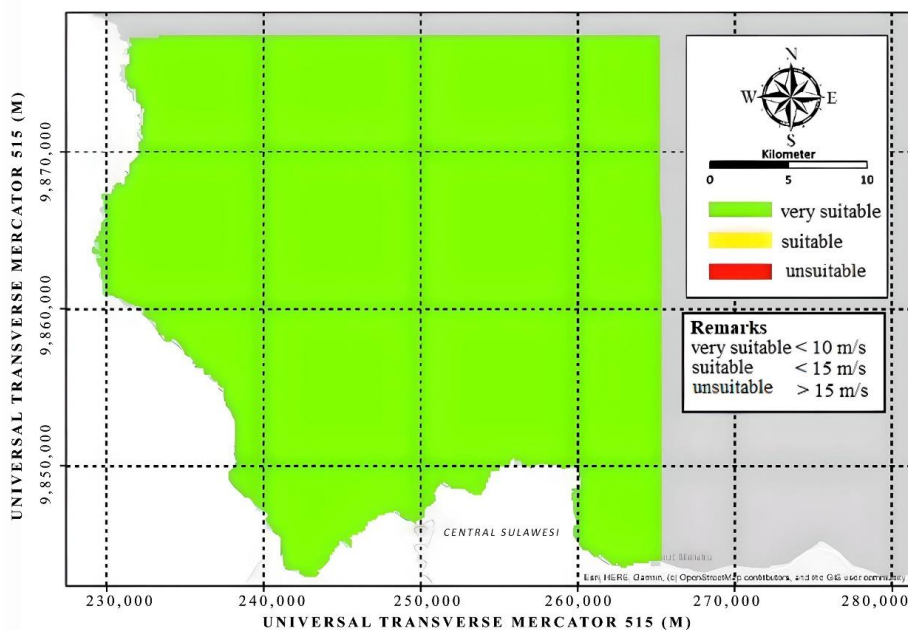 N
W
E
S
Kilometer
0 5 10
very suitable
suitable
unsuitable
Remarks
very suitable < 10 m/s
suitable < 15 m/s
unsuitable > 15 m/s
UNIVERSAL TRANSVERSE MERCATOR 515 (M)
9,870,000
9,860,000
9,850,000
CENTRAL SULAWESI
Esri, HERE, Garmin, (c) OpenStreetMap contributors, and the GIS user community
230,000 240,000 250,000 260,000 270,000 280,000
UNIVERSAL TRANSVERSE MERCATOR 515 (M)